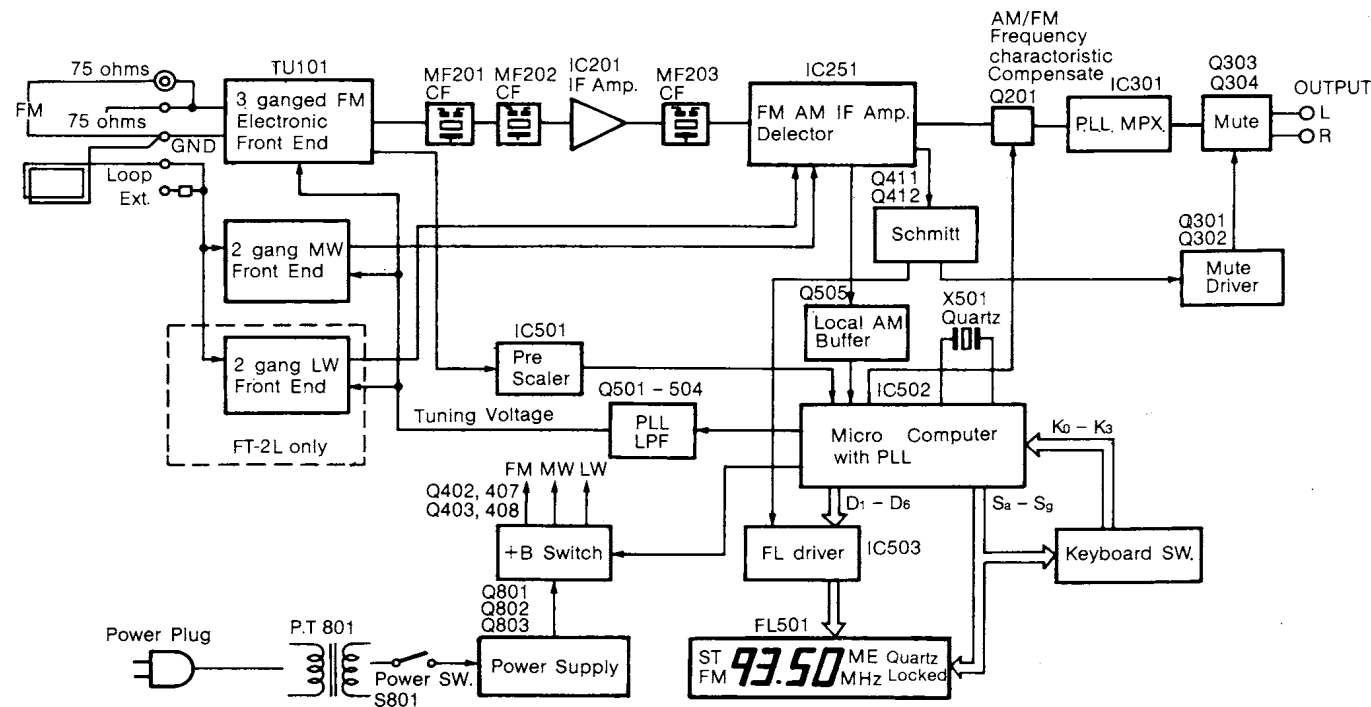 75 ohms
FM
75 ohms
GND
Loop
Ext.
TU101
3 ganged FM
Electronic
Front End
MF201
CF
MF202
CF
IC201
IF Amp.
MF203
CF
IC251
FM AM IF Amp.
Delector
AM/FM
Frequency
charactoristic
Compensate
Q201
IC301
P.L.L. MPX.
Q303
Q304
Mute
OUTPUT
L
R
2 gang MW
Front End
Q411
Q412
Schmitt
Q301
Q302
Mute
Driver
2 gang LW
Front End
FT-2L only
IC501
Pre
Scaler
Q505
Local AM
Buffer
X501
Quartz
Tuning Voltage
Q501 – 504
PLL
LPF
IC502
Micro Computer
with PLL
K0 – K3
FM MW LW
Q402, 407
Q403, 408
+B Switch
D1 – D6
Sa – Sg
FL driver
IC503
Keyboard SW.
Q801
Q802
Q803
Power Plug
P.T 801
Power SW.
S801
Power Supply
FL501
ST
FM
93.50
ME
MHz
Quartz
Locked